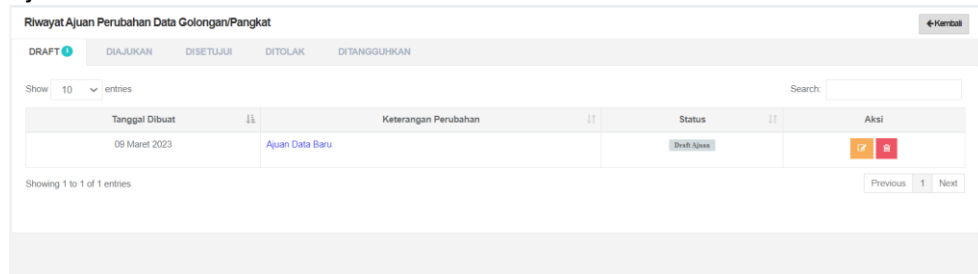 Riwayat Ajuan Perubahan Data Golongan/Pangkat
Kembali
DRAFT 1 DIAJUKAN DISETUJUI DITOLAK DITANGGUHKAN
Show 10 entries Search:
Tanggal Dibuat Keterangan Perubahan Status Aksi
09 Maret 2023 Ajuan Data Baru Draft Ajuan
Showing 1 to 1 of 1 entries Previous 1 Next